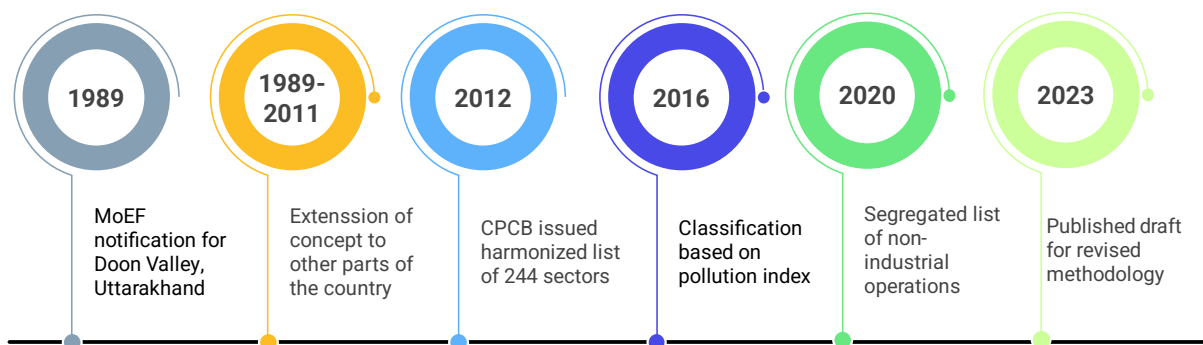 1989
1989-
2011
2012
2016
2020
2023
MoEF
notification for
Doon Valley,
Uttarakhand
Extenssion of
concept to
other parts of
the country
CPCB issued
harmonized list
of 244 sectors
Classification
based on
pollution index
Segregated list
of non-
industrial
operations
Published draft
for revised
methodology